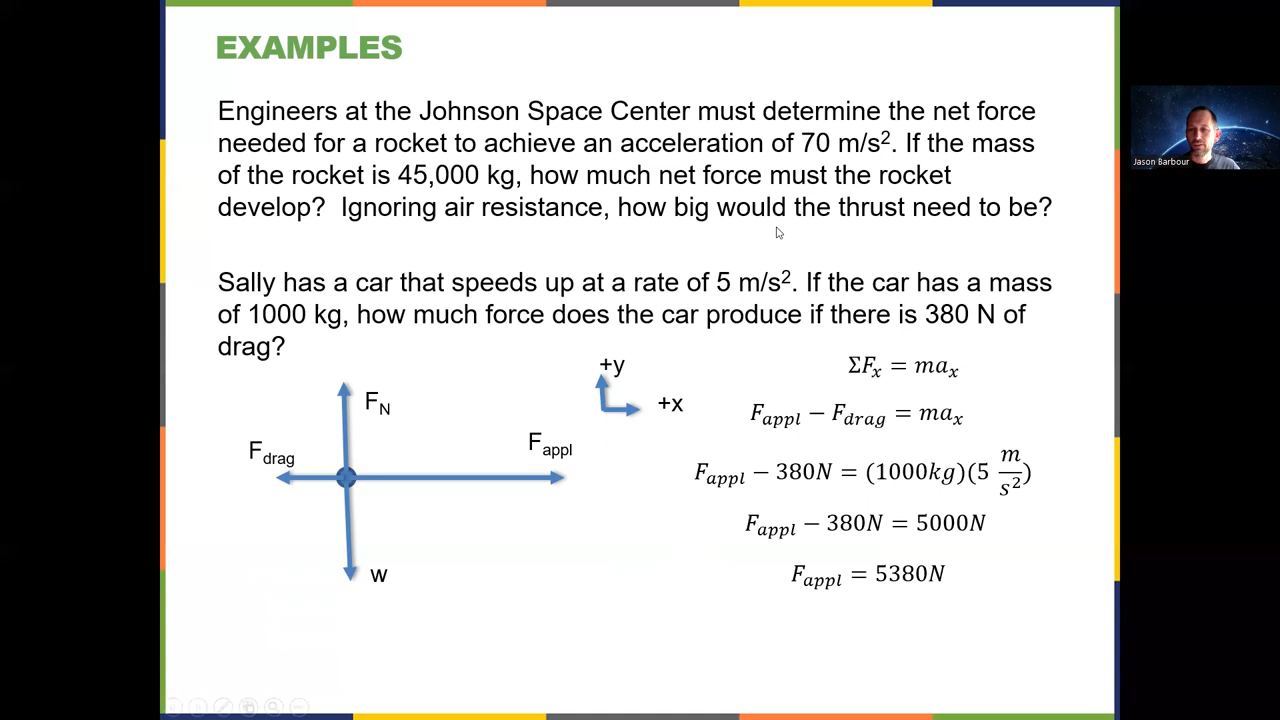 EXAMPLES
Engineers at the Johnson Space Center must determine the net force
needed for a rocket to achieve an acceleration of 70 m/s². If the mass
of the rocket is 45,000 kg, how much net force must the rocket
develop? Ignoring air resistance, how big would the thrust need to be?
Jason Barbour
Sally has a car that speeds up at a rate of 5 m/s². If the car has a mass
of 1000 kg, how much force does the car produce if there is 380 N of
drag?
+y
+x
F_N
F_drag
F_appl
w
ΣF_x = ma_x
F_appl − F_drag = ma_x
F_appl − 380N = (1000kg)(5 m/s²)
F_appl − 380N = 5000N
F_appl = 5380N